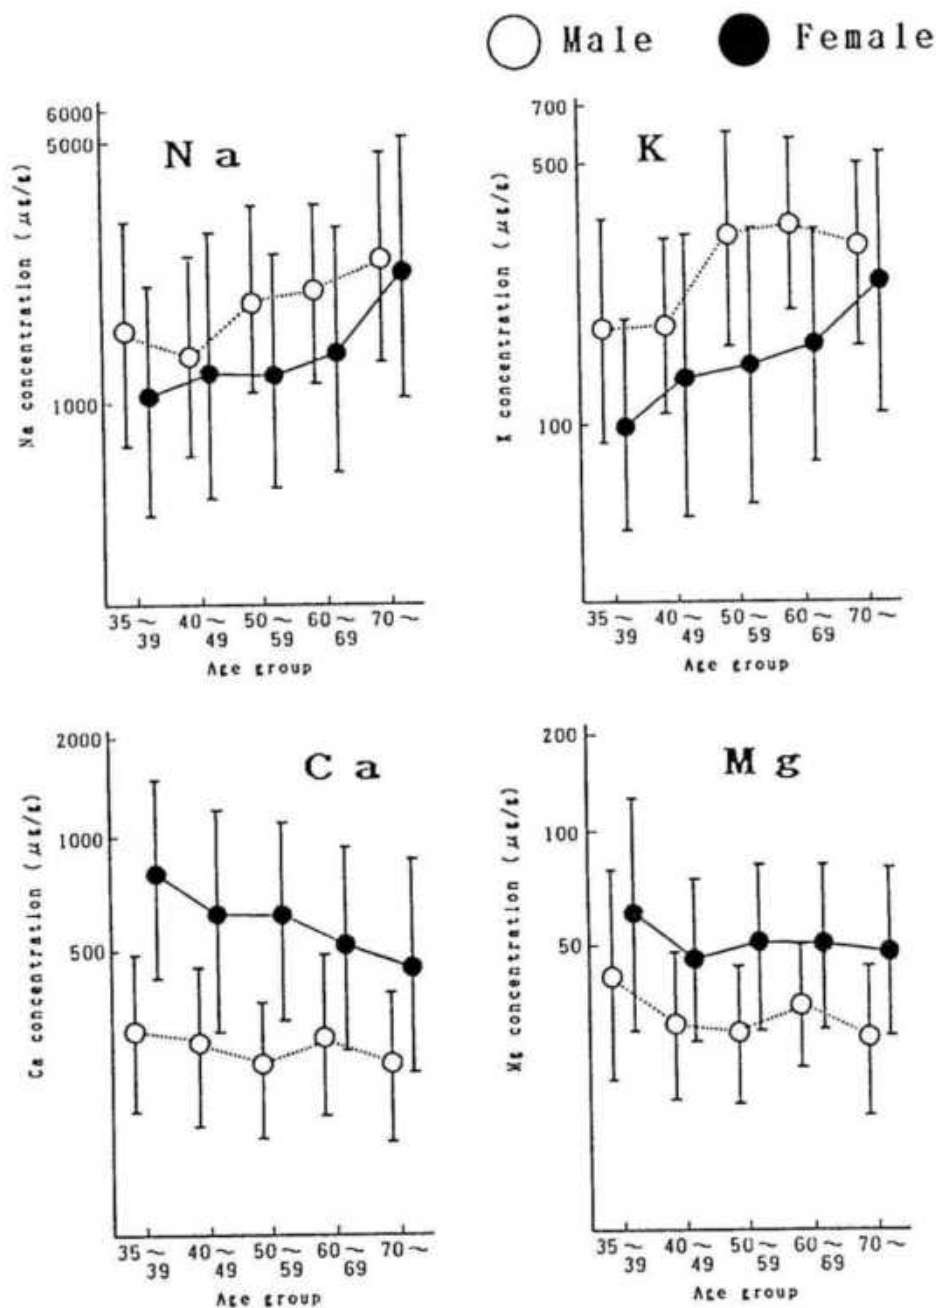 Male Female
Na
Na concentration (μg/g)
6000
5000
1000
35~39 40~49 50~59 60~69 70~
Age group
K
K concentration (μg/g)
700
500
100
35~39 40~49 50~59 60~69 70~
Age group
Ca
Ca concentration (μg/g)
2000
1000
500
35~39 40~49 50~59 60~69 70~
Age group
Mg
Mg concentration (μg/g)
200
100
50
35~39 40~49 50~59 60~69 70~
Age group